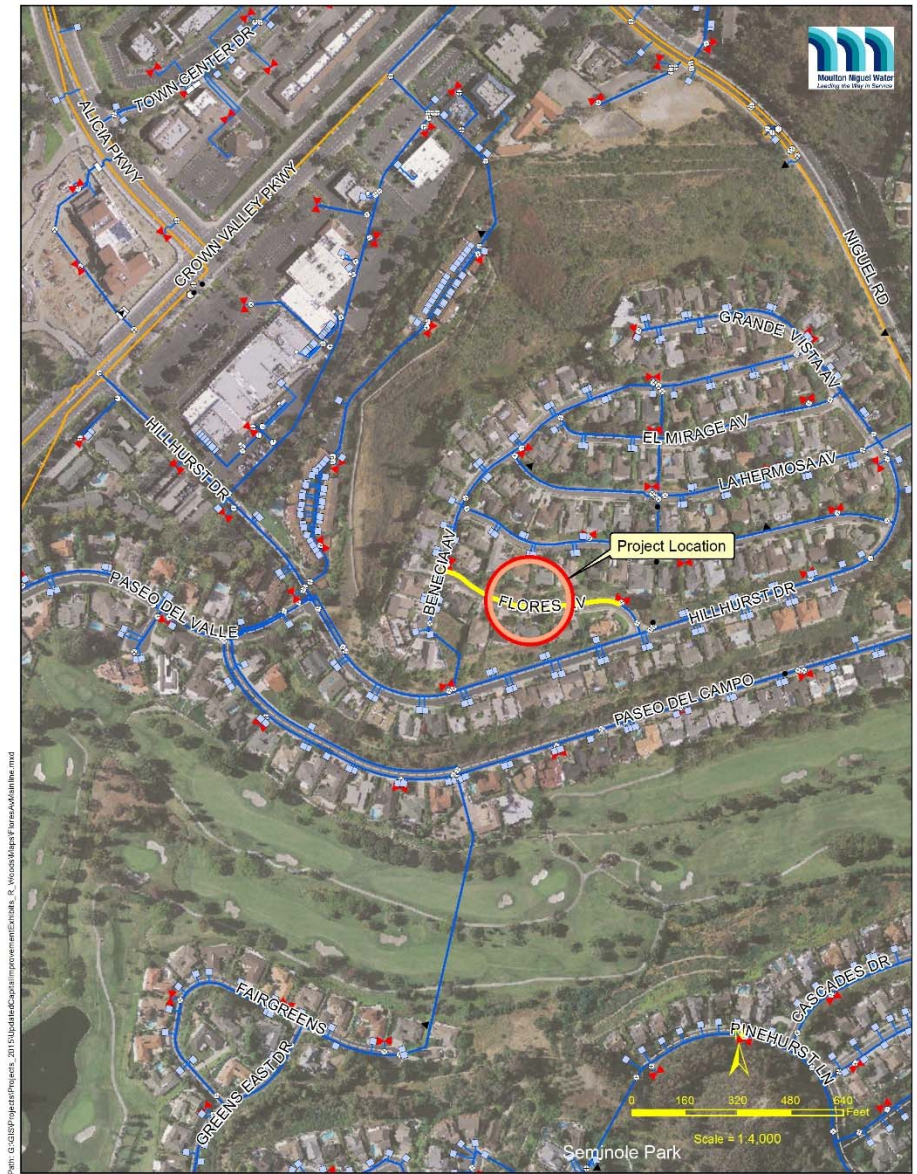 Moulton Niguel Water
Leading the Way in Service
TOWN CENTER DR
ALICIA PKWY
CROWN VALLEY PKWY
NIGUEL RD
GRANDE VISTA AV
EL MIRAGE AV
LA HERMOSA AV
HILLHURST DR
Project Location
BENECIA AV
FLORES AV
HILLHURST DR
PASEO DEL VALLE
PASEO DEL CAMPO
FAIRGREENS
GREENS EAST DR
CASCADES DR
PINEHURST LN
0 160 320 480 640
Feet
Scale = 1:4,000
Seminole Park